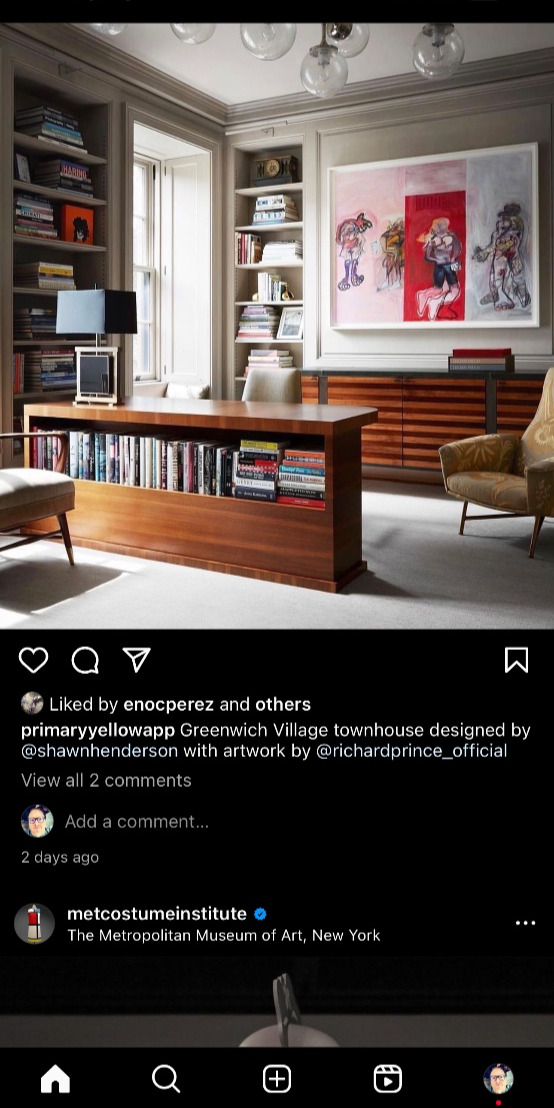 HARING
Liked by enocperez and others
primaryyellowapp Greenwich Village townhouse designed by
@shawnhenderson with artwork by @richardprince_official
View all 2 comments
Add a comment...
2 days ago
metcostumeinstitute
The Metropolitan Museum of Art, New York